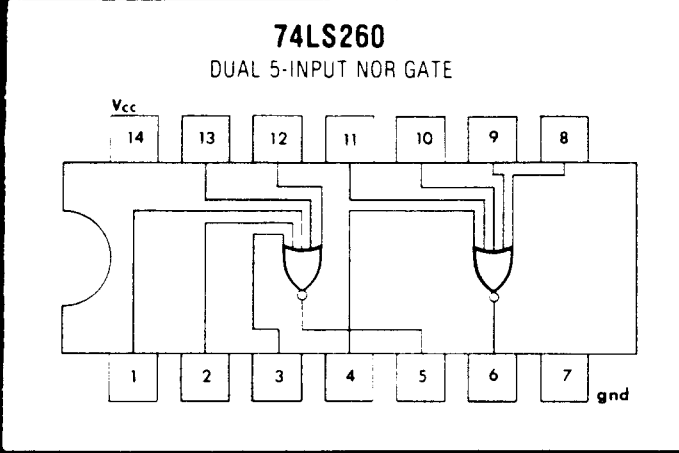 74LS260
DUAL 5-INPUT NOR GATE
Vcc
14 13 12 11 10 9 8
1 2 3 4 5 6 7
gnd